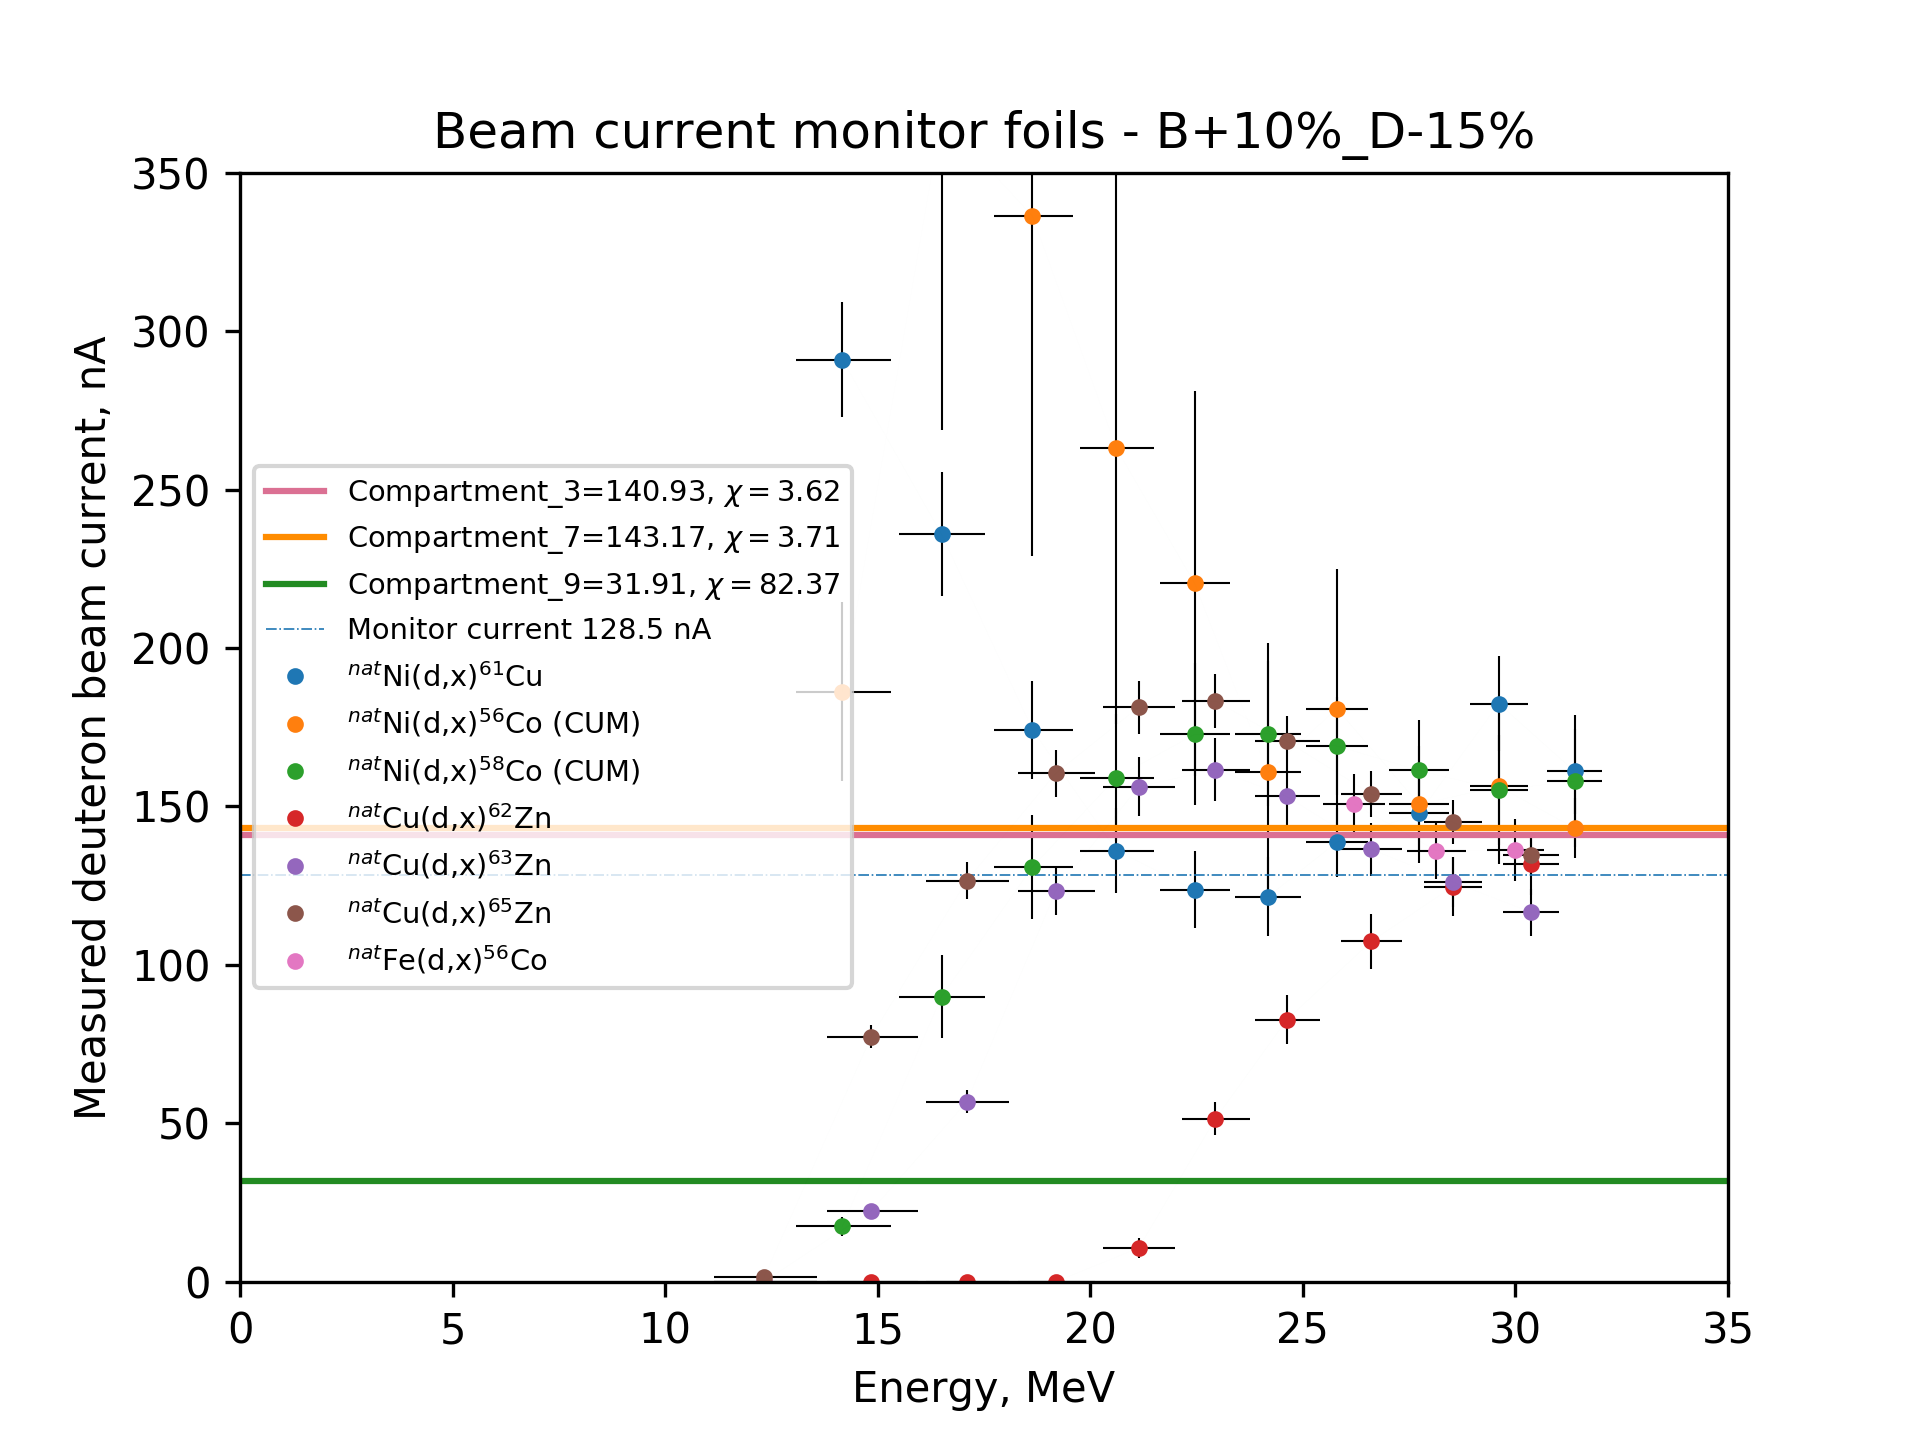 Beam current monitor foils - B+10%_D-15%
350
300
250
200
150
100
50
0
Measured deuteron beam current, nA
Compartment_3=140.93, χ = 3.62
Compartment_7=143.17, χ = 3.71
Compartment_9=31.91, χ = 82.37
Monitor current 128.5 nA
natNi(d,x)61Cu
natNi(d,x)56Co (CUM)
natNi(d,x)58Co (CUM)
natCu(d,x)62Zn
natCu(d,x)63Zn
natCu(d,x)65Zn
natFe(d,x)56Co
0 5 10 15 20 25 30 35
Energy, MeV